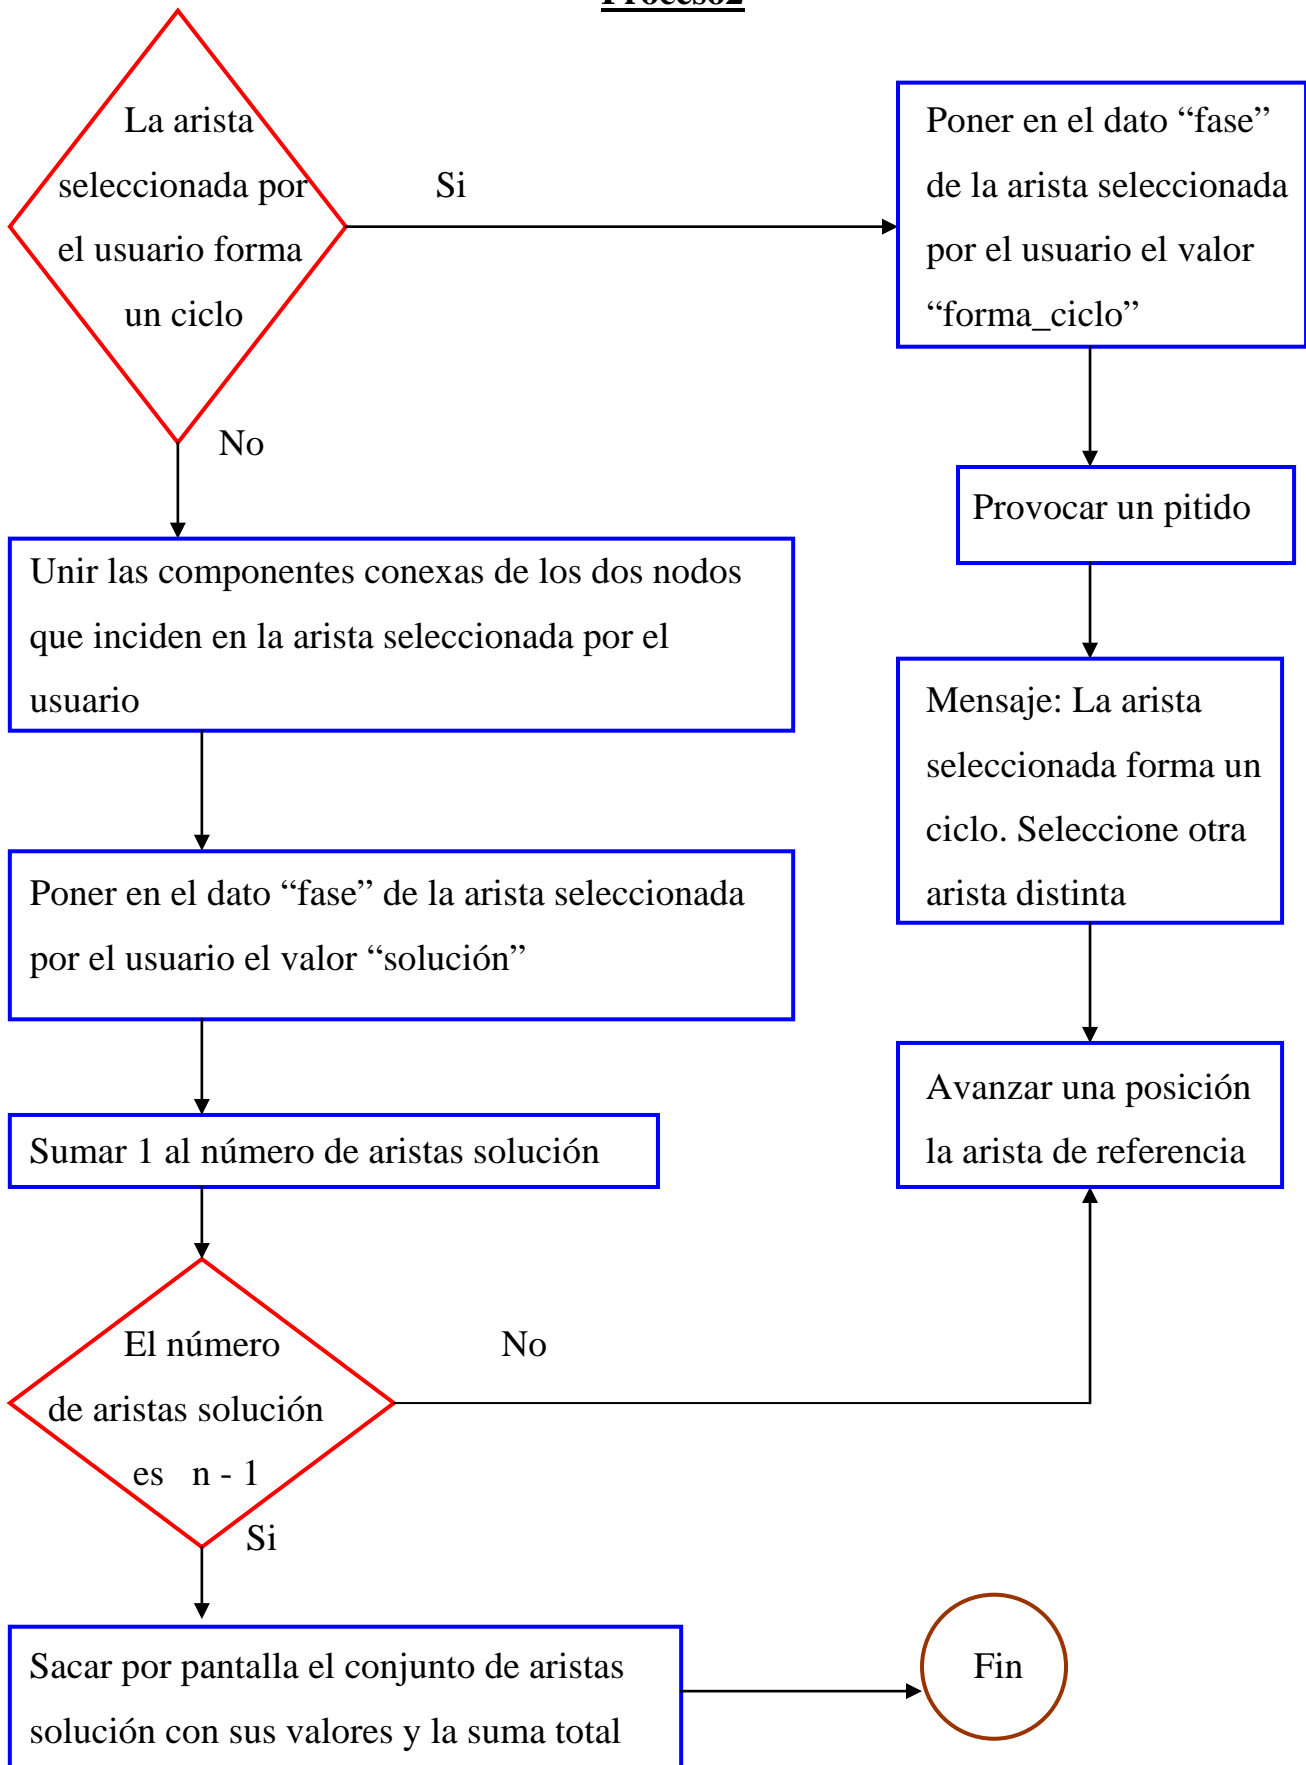 Proceso2
La arista
seleccionada por
el usuario forma
un ciclo
Si
Poner en el dato “fase”
de la arista seleccionada
por el usuario el valor
“forma_ciclo”
No
Provocar un pitido
Unir las componentes conexas de los dos nodos
que inciden en la arista seleccionada por el
usuario
Mensaje: La arista
seleccionada forma un
ciclo. Seleccione otra
arista distinta
Poner en el dato “fase” de la arista seleccionada
por el usuario el valor “solución”
Avanzar una posición
la arista de referencia
Sumar 1 al número de aristas solución
El número
de aristas solución
es n - 1
No
Si
Sacar por pantalla el conjunto de aristas
solución con sus valores y la suma total
Fin